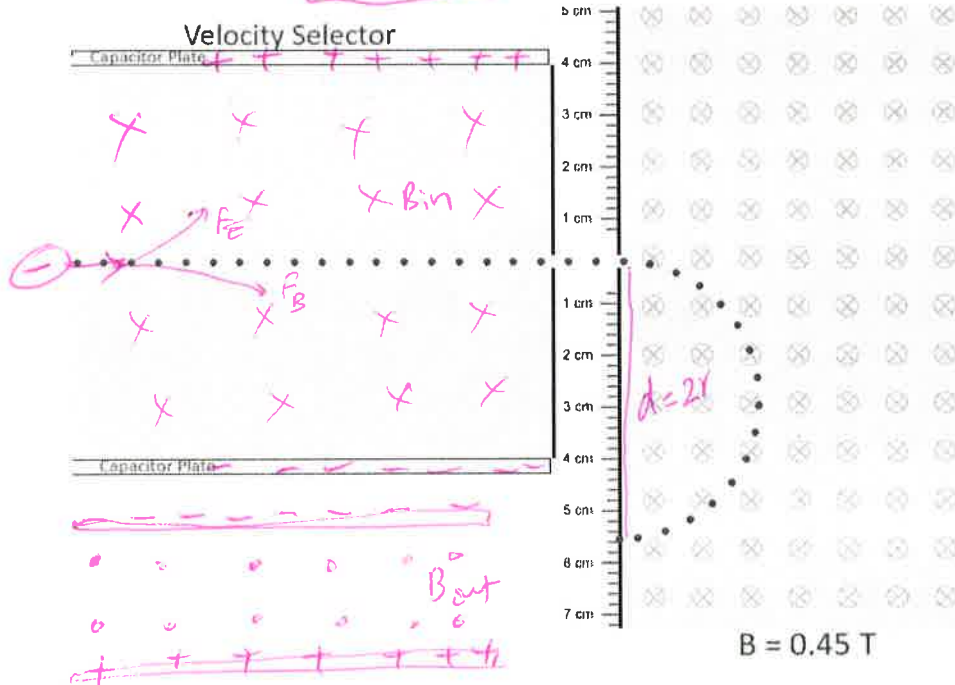 Velocity Selector
Capacitor Plate + + + + + + +
5 cm
4 cm
3 cm
2 cm
1 cm
1 cm
2 cm
3 cm
4 cm
5 cm
6 cm
7 cm
x x x x
x x x Bin x
F_E
F_B
−
x x x x
x x x x
d=2r
Capacitor Plate − − − − − − −
− − − − − − −
B out
+ + + + + + +
B = 0.45 T